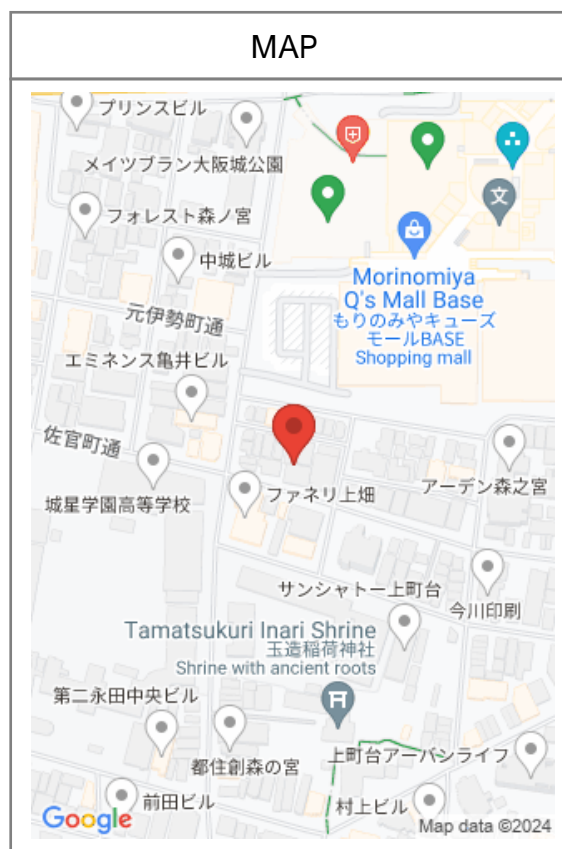 MAP
プリンスビル
メイツブラン大阪城公園
フォレスト森ノ宮
文
中城ビル
Morinomiya
Q's Mall Base
もりのみやキューズ
モールBASE
Shopping mall
元伊勢町通
エミネンス亀井ビル
佐官町通
アーデン森之宮
城星学園高等学校
ファネリ上畑
サンシャトー上町台
今川印刷
Tamatsukuri Inari Shrine
玉造稲荷神社
Shrine with ancient roots
第二永田中央ビル
都住創森の宮
上町台アーバンライフ
前田ビル
村上ビル
Google
Map data ©2024